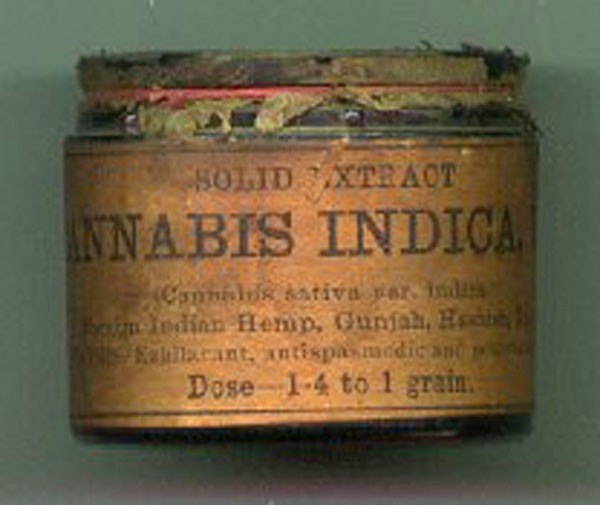 SOLID EXTRACT
ANNABIS INDICA,
(Cannabis sativa var. indica
Indian Hemp, Gunjah,
Exhilarant, antispasmodic and
Dose—1-4 to 1 grain.